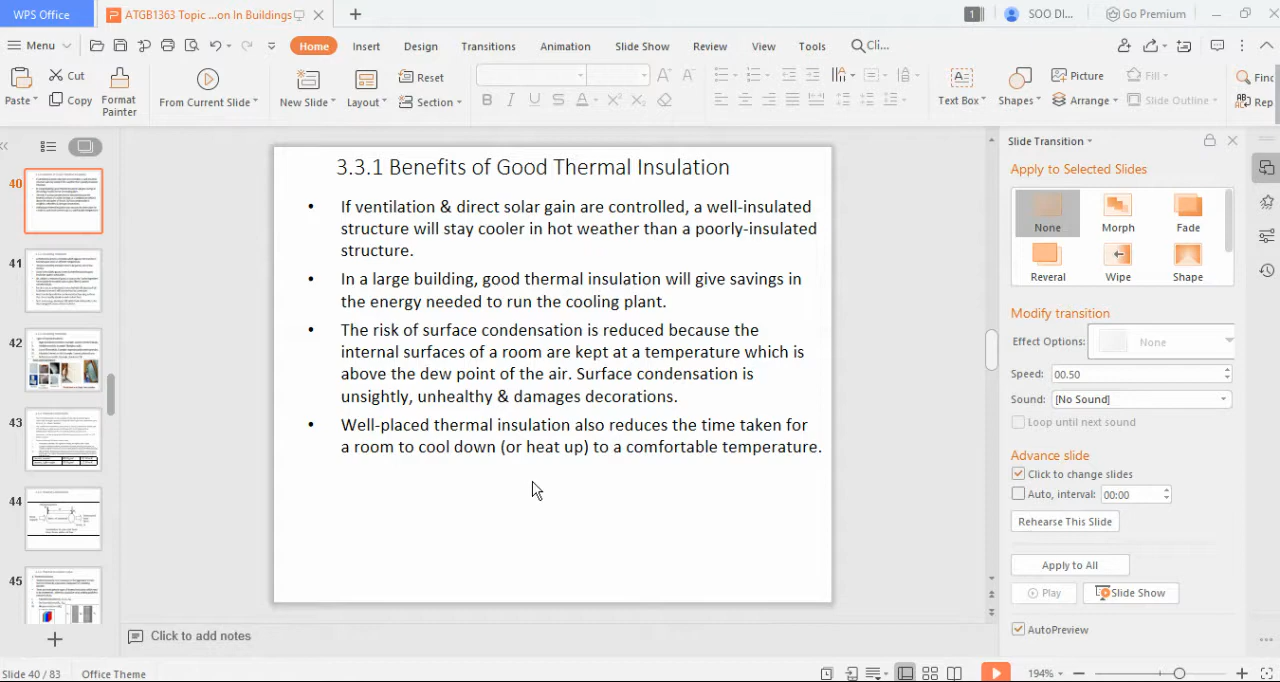 WPS Office
ATGB1363 Topic ...on In Buildings
1
SOO DI...
Go Premium
Menu
Home
Insert
Design
Transitions
Animation
Slide Show
Review
View
Tools
Cli...
Paste
Cut
Copy
Format
Painter
From Current Slide
New Slide
Layout
Reset
Section
B I U S A X² X₂
Text Box
Shapes
Picture
Arrange
Fill
Slide Outline
Finc
Rep
40
41
42
43
44
45
3.3.1 Benefits of Good Thermal Insulation
• If ventilation & direct solar gain are controlled, a well-insulated
structure will stay cooler in hot weather than a poorly-insulated
structure.
• In a large building, good thermal insulation will give savings in
the energy needed to run the cooling plant.
• The risk of surface condensation is reduced because the
internal surfaces of a room are kept at a temperature which is
above the dew point of the air. Surface condensation is
unsightly, unhealthy & damages decorations.
• Well-placed thermal insulation also reduces the time taken for
a room to cool down (or heat up) to a comfortable temperature.
Click to add notes
Slide Transition
Apply to Selected Slides
None
Morph
Fade
Reveral
Wipe
Shape
Modify transition
Effect Options:
None
Speed:
00.50
Sound:
[No Sound]
Loop until next sound
Advance slide
Click to change slides
Auto, interval:
00:00
Rehearse This Slide
Apply to All
Play
Slide Show
AutoPreview
Slide 40 / 83
Office Theme
194%